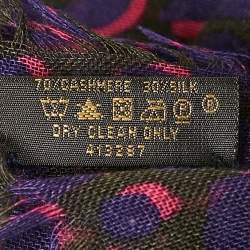 70/CASHMERE 30/SILK
DRY CLEAN ONLY
413287